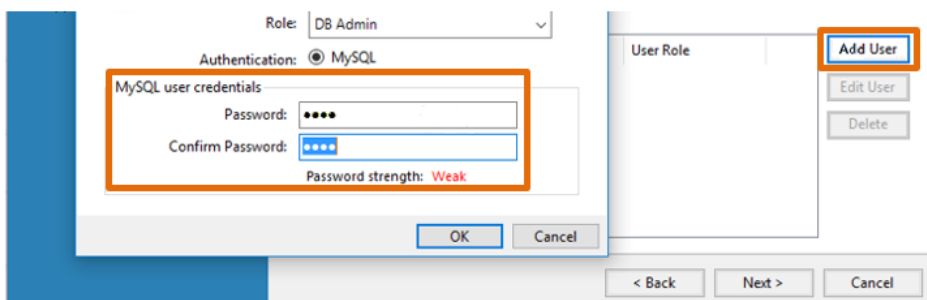 Role: DB Admin
Authentication: MySQL
MySQL user credentials
Password: ●●●●
Confirm Password: ●●●●
Password strength: Weak
OK Cancel
User Role
Add User
Edit User
Delete
< Back Next > Cancel